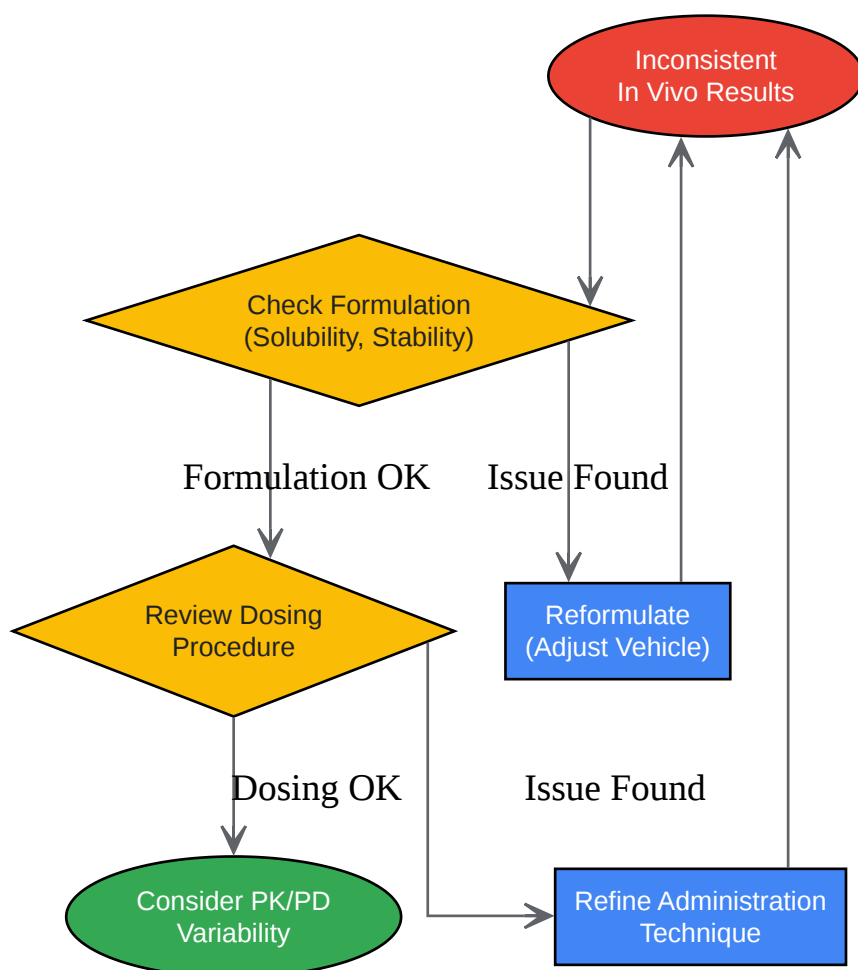 Inconsistent
In Vivo Results
Check Formulation
(Solubility, Stability)
Formulation OK
Issue Found
Review Dosing
Procedure
Reformulate
(Adjust Vehicle)
Dosing OK
Issue Found
Consider PK/PD
Variability
Refine Administration
Technique